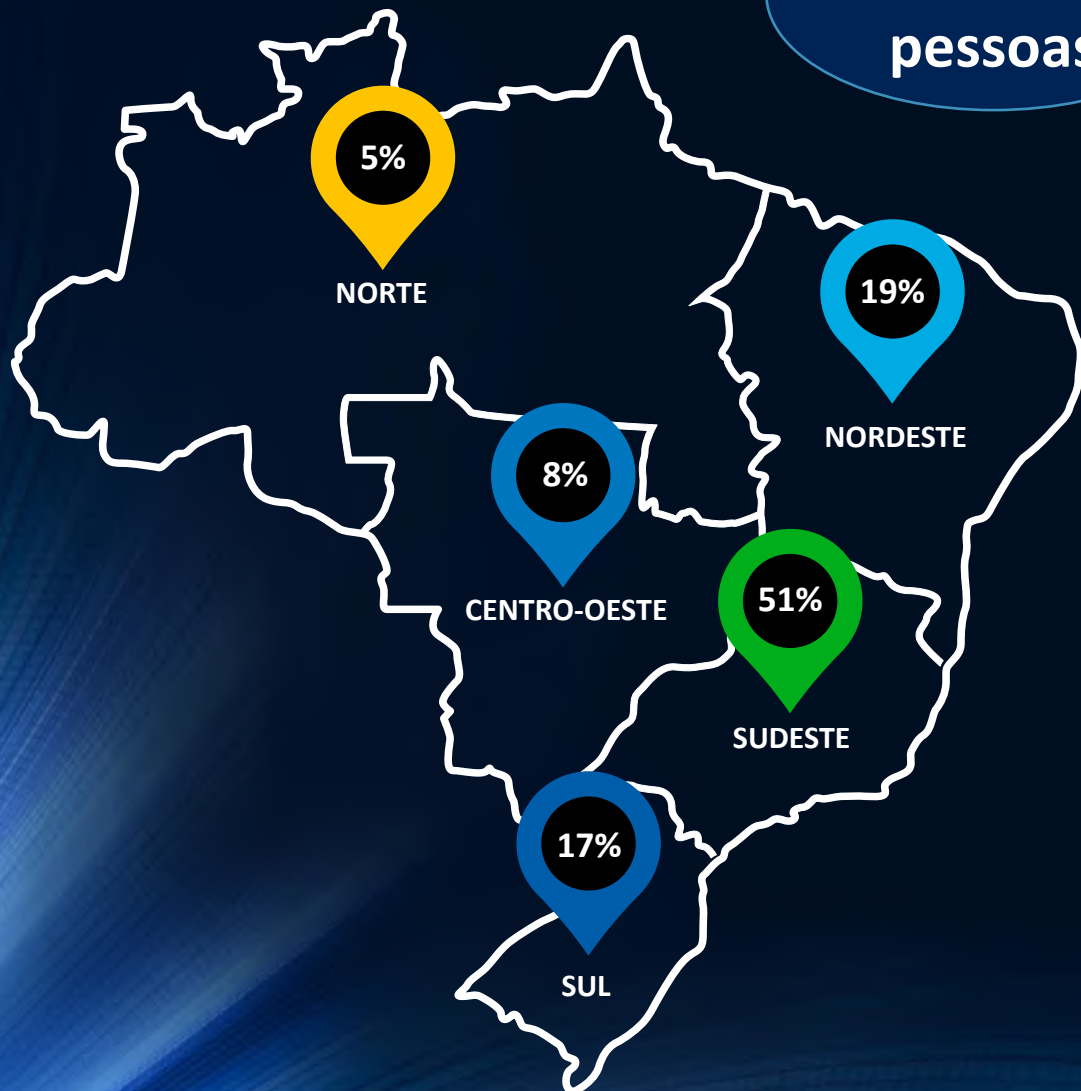 pessoas
5%
NORTE
19%
NORDESTE
8%
CENTRO-OESTE
51%
SUDESTE
17%
SUL